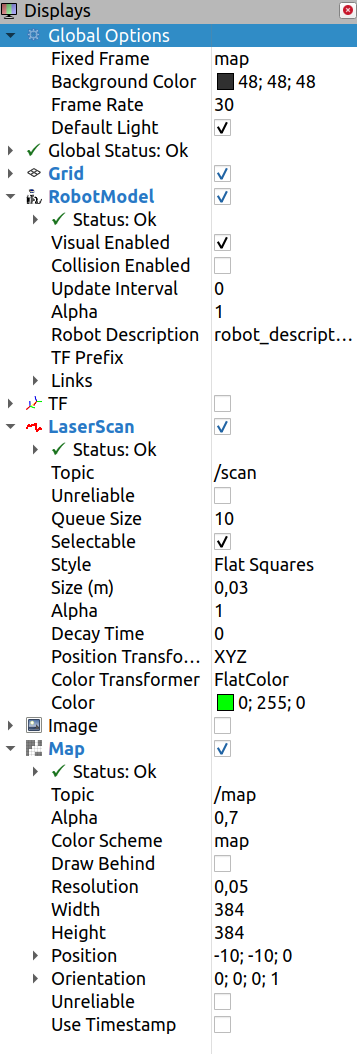 Displays
Global Options
Fixed Frame map
Background Color 48; 48; 48
Frame Rate 30
Default Light
Global Status: Ok
Grid
RobotModel
Status: Ok
Visual Enabled
Collision Enabled
Update Interval 0
Alpha 1
Robot Description robot_descript...
TF Prefix
Links
TF
LaserScan
Status: Ok
Topic /scan
Unreliable
Queue Size 10
Selectable
Style Flat Squares
Size (m) 0,03
Alpha 1
Decay Time 0
Position Transfo... XYZ
Color Transformer FlatColor
Color 0; 255; 0
Image
Map
Status: Ok
Topic /map
Alpha 0,7
Color Scheme map
Draw Behind
Resolution 0,05
Width 384
Height 384
Position -10; -10; 0
Orientation 0; 0; 0; 1
Unreliable
Use Timestamp